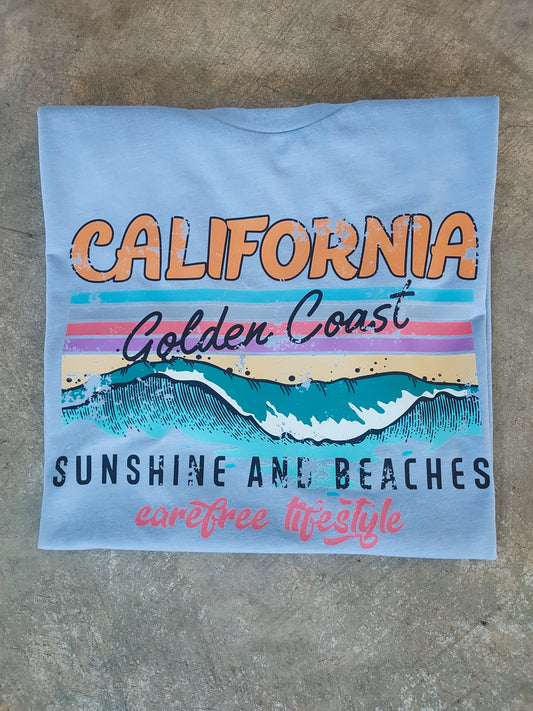 CALIFORNIA
Golden Coast
SUNSHINE AND BEACHES
carefree lifestyle